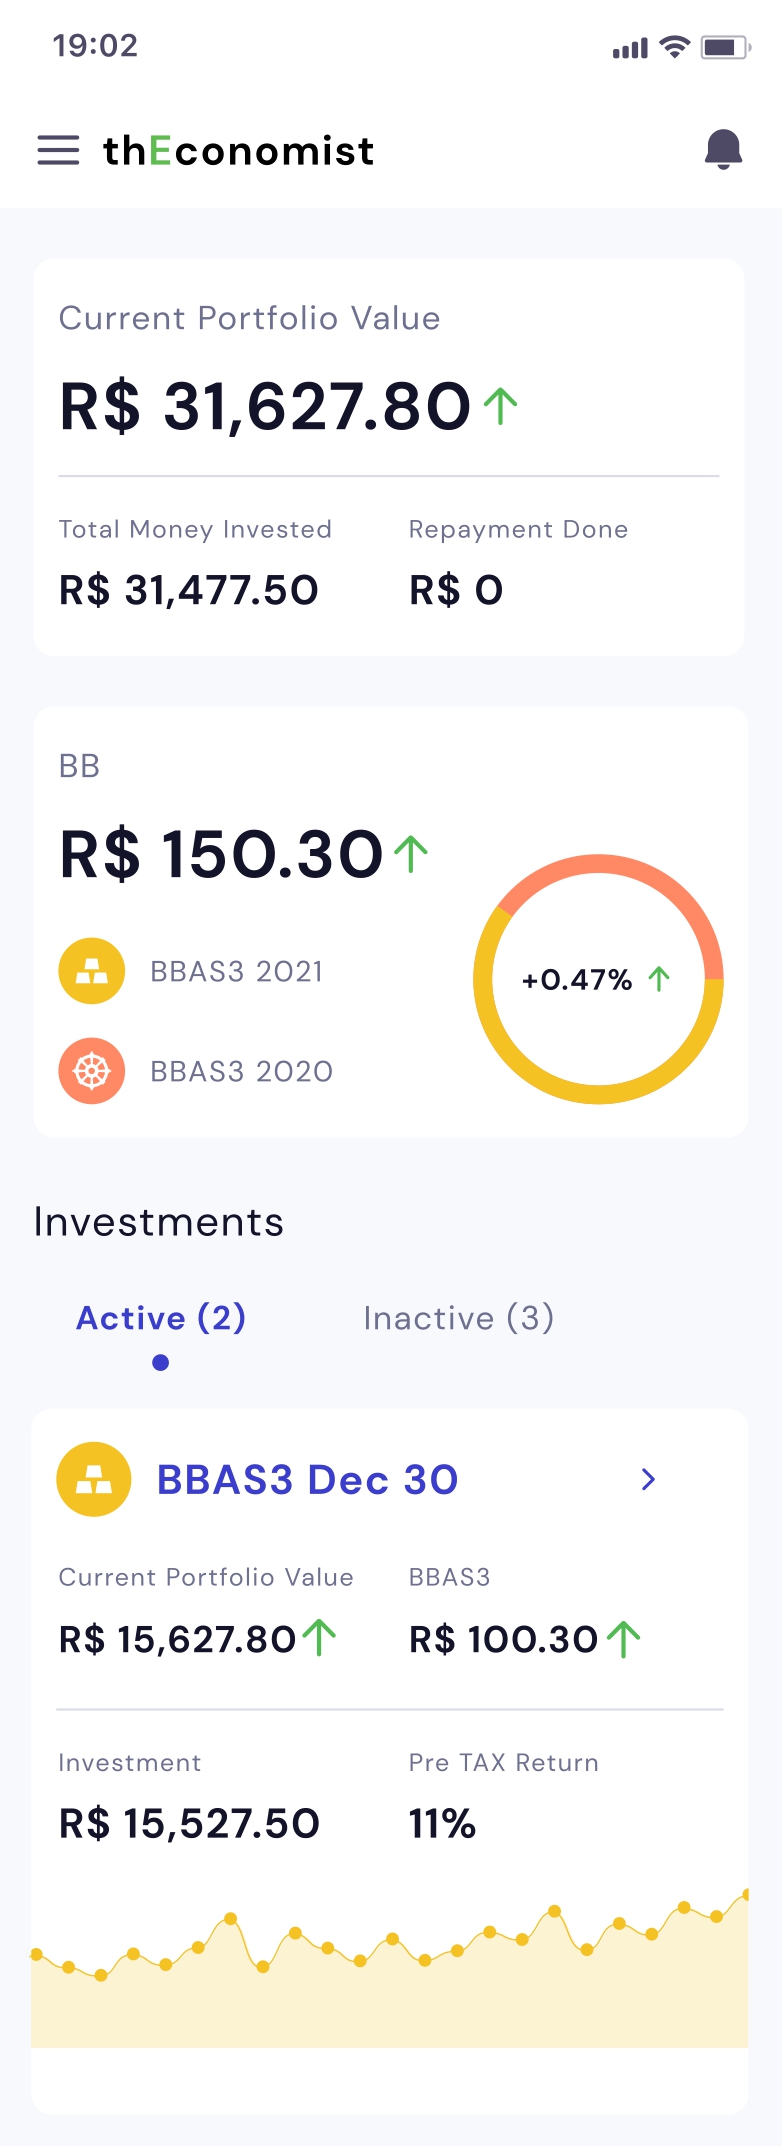 19:02
thEconomist
Current Portfolio Value
R$ 31,627.80
Total Money Invested
Repayment Done
R$ 31,477.50
R$ 0
BB
R$ 150.30
+0.47%
BBAS3 2021
BBAS3 2020
Investments
Active (2)
Inactive (3)
BBAS3 Dec 30
Current Portfolio Value
BBAS3
R$ 15,627.80
R$ 100.30
Investment
Pre TAX Return
R$ 15,527.50
11%